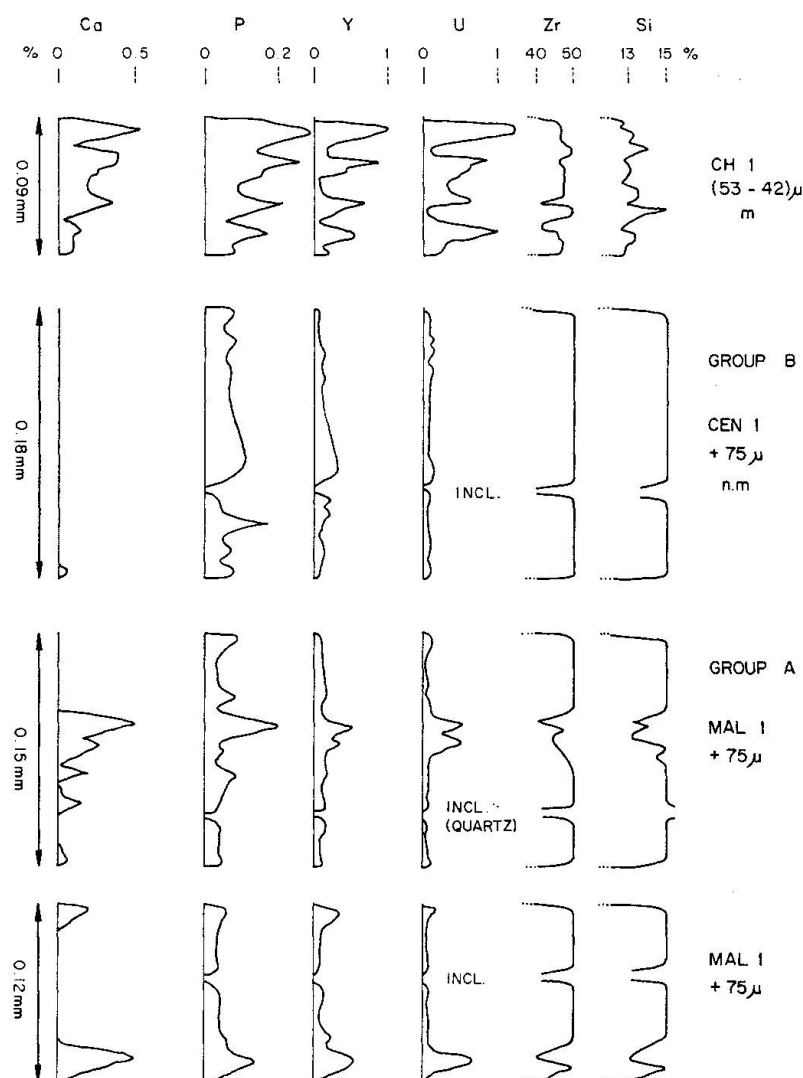 Ca P Y U Zr Si
% 0 0.5 0 0.2 0 1 0 1 40 50 13 15 %
0.09mm
CH 1
(53 - 42)μ
m
0.18mm
GROUP B
CEN 1
+ 75μ
n.m
INCL.
0.15mm
GROUP A
MAL 1
+ 75μ
INCL.
(QUARTZ)
0.12mm
INCL.
MAL 1
+ 75μ